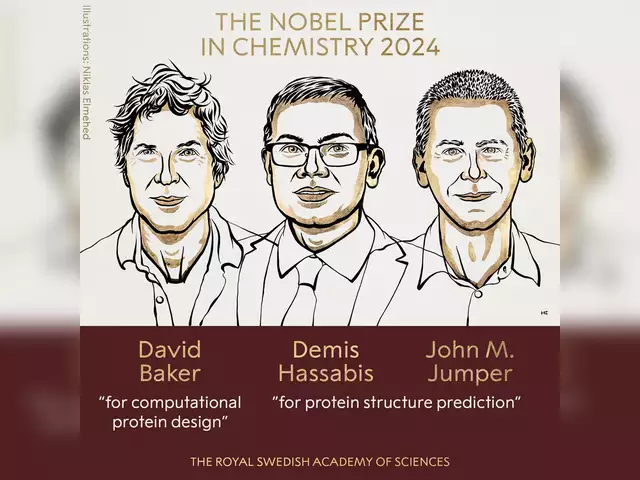 THE NOBEL PRIZE
IN CHEMISTRY 2024
Illustrations: Niklas Elmehed
David
Baker
Demis
Hassabis
John M.
Jumper
“for computational
protein design”
“for protein structure prediction”
THE ROYAL SWEDISH ACADEMY OF SCIENCES